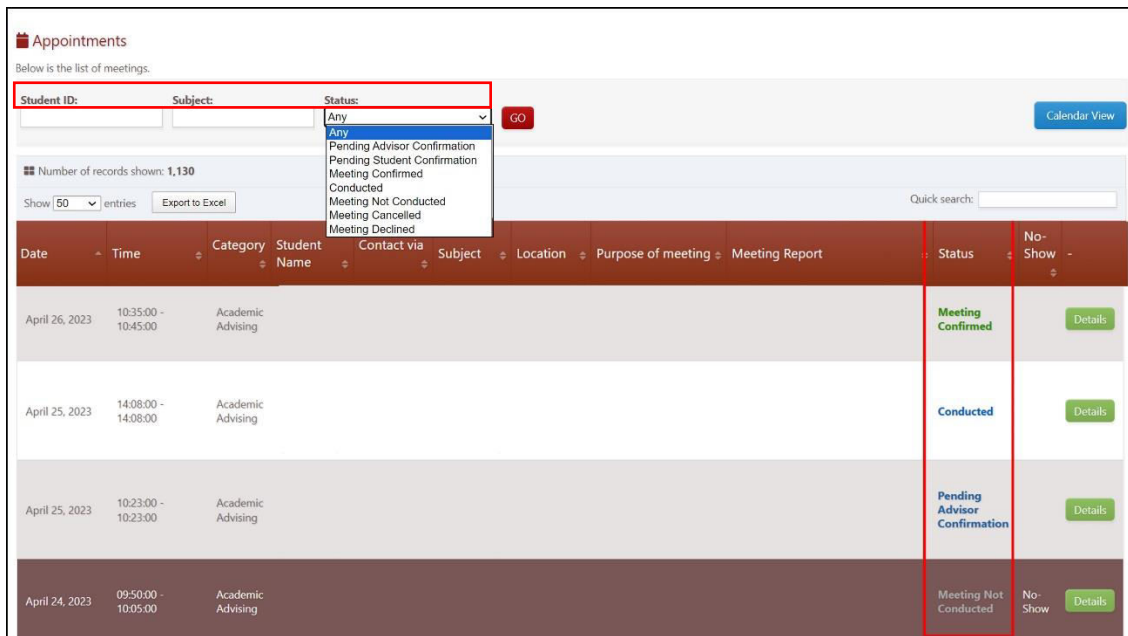 Appointments
Below is the list of meetings.
Student ID: Subject: Status:
Any GO Calendar View
Any
Pending Advisor Confirmation
Pending Student Confirmation
Meeting Confirmed
Conducted
Meeting Not Conducted
Meeting Cancelled
Meeting Declined
Number of records shown: 1,130
Show 50 entries Export to Excel Quick search:
Date Time Category Student Name Contact via Subject Location Purpose of meeting Meeting Report Status No-Show -
April 26, 2023 10:35:00 - Academic Meeting Details
10:45:00 Advising Confirmed
April 25, 2023 14:08:00 - Academic Conducted Details
14:08:00 Advising
Pending
April 25, 2023 10:23:00 - Academic Advisor Details
10:23:00 Advising Confirmation
April 24, 2023 09:50:00 - Academic Meeting Not No- Details
10:05:00 Advising Conducted Show